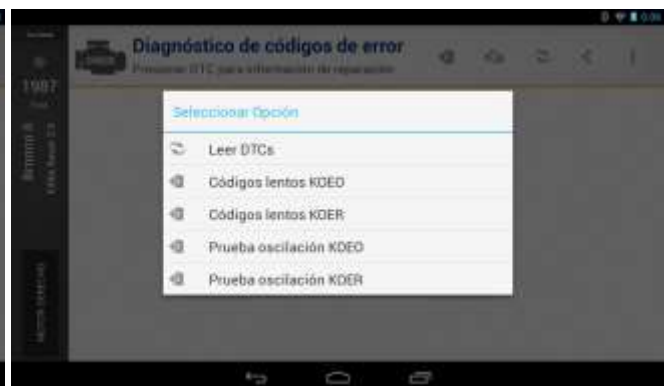 Diagnóstico de códigos de error
1987
Seleccionar Opción
Leer DTCs
Códigos lentos KOEO
Códigos lentos KOER
Prueba oscilación KOEO
Prueba oscilación KOER